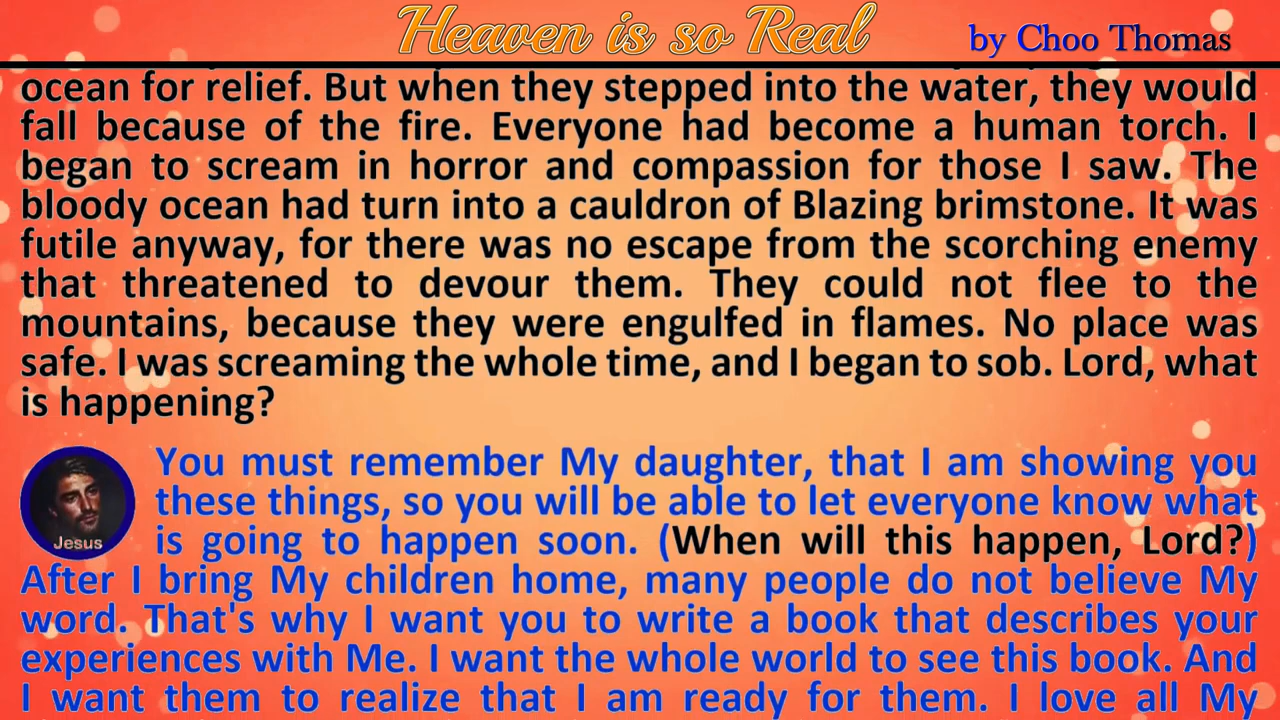 Heaven is so Real
by Choo Thomas
ocean for relief. But when they stepped into the water, they would
fall because of the fire. Everyone had become a human torch. I
began to scream in horror and compassion for those I saw. The
bloody ocean had turn into a cauldron of Blazing brimstone. It was
futile anyway, for there was no escape from the scorching enemy
that threatened to devour them. They could not flee to the
mountains, because they were engulfed in flames. No place was
safe. I was screaming the whole time, and I began to sob. Lord, what
is happening?
You must remember My daughter, that I am showing you
these things, so you will be able to let everyone know what
is going to happen soon. (When will this happen, Lord?)
Jesus
After I bring My children home, many people do not believe My
word. That's why I want you to write a book that describes your
experiences with Me. I want the whole world to see this book. And
I want them to realize that I am ready for them. I love all My